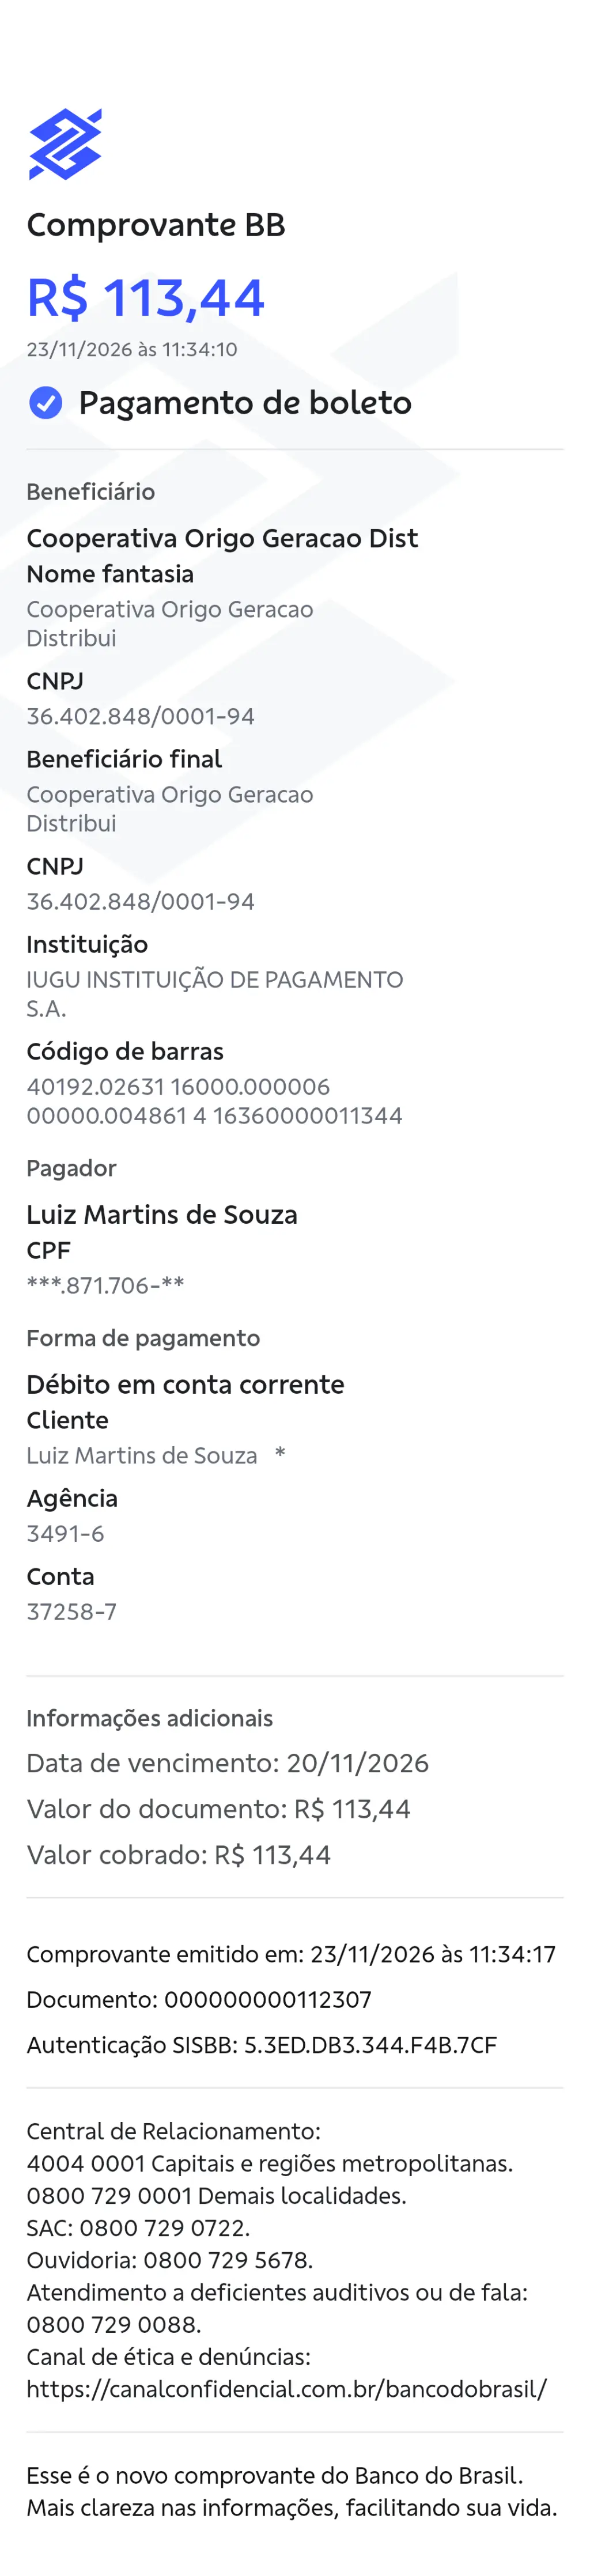 Comprovante BB
R$ 113,44
23/11/2026 às 11:34:10
Pagamento de boleto
Beneficiário
Cooperativa Origo Geracao Dist
Nome fantasia
Cooperativa Origo Geracao
Distribui
CNPJ
36.402.848/0001-94
Beneficiário final
Cooperativa Origo Geracao
Distribui
CNPJ
36.402.848/0001-94
Instituição
IUGU INSTITUIÇÃO DE PAGAMENTO
S.A.
Código de barras
40192.02631 16000.000006
00000.004861 4 16360000011344
Pagador
Luiz Martins de Souza
CPF
***.871.706-**
Forma de pagamento
Débito em conta corrente
Cliente
Luiz Martins de Souza *
Agência
3491-6
Conta
37258-7
Informações adicionais
Data de vencimento: 20/11/2026
Valor do documento: R$ 113,44
Valor cobrado: R$ 113,44
Comprovante emitido em: 23/11/2026 às 11:34:17
Documento: 000000000112307
Autenticação SISBB: 5.3ED.DB3.344.F4B.7CF
Central de Relacionamento:
4004 0001 Capitais e regiões metropolitanas.
0800 729 0001 Demais localidades.
SAC: 0800 729 0722.
Ouvidoria: 0800 729 5678.
Atendimento a deficientes auditivos ou de fala:
0800 729 0088.
Canal de ética e denúncias:
https://canalconfidencial.com.br/bancodobrasil/
Esse é o novo comprovante do Banco do Brasil.
Mais clareza nas informações, facilitando sua vida.